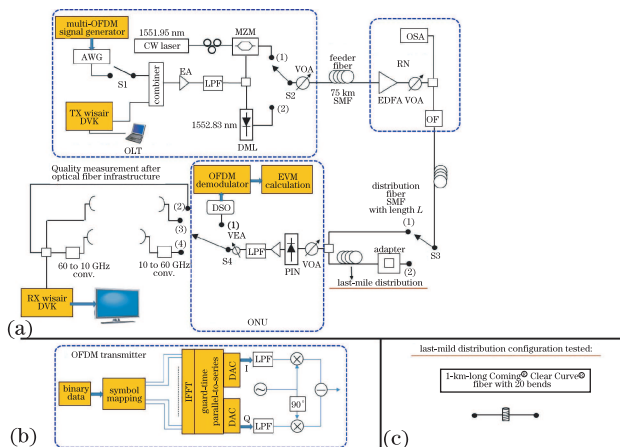 multi-OFDM
signal generator
AWG
S1
TX wisair
DVK
OLT
combiner
EA
LPF
1551.95 nm
CW laser
MZM
(1)
S2
VOA
(2)
1552.83 nm
DML
feeder
fiber
75 km
SMF
OSA
RN
EDFA VOA
OF
distribution
fiber
SMF
with length L
(1)
S3
adapter
(2)
last-mile distribution
Quality measurement after
optical fiber infrastructure
(2)
(3)
(4)
60 to 10 GHz
conv.
10 to 60 GHz
conv.
RX wisair
DVK
OFDM
demodulator
EVM
calculation
DSO
(1)
VEA
S4
LPF
PIN
VOA
ONU
(a)
(b)
OFDM transmitter
binary
data
symbol
mapping
IFFT
guard-time
parallel-to-series
DAC
DAC
I
Q
LPF
LPF
90°
(c)
last-mild distribution configuration tested:
1-km-long Coming® Clear Curve®
fiber with 20 bends